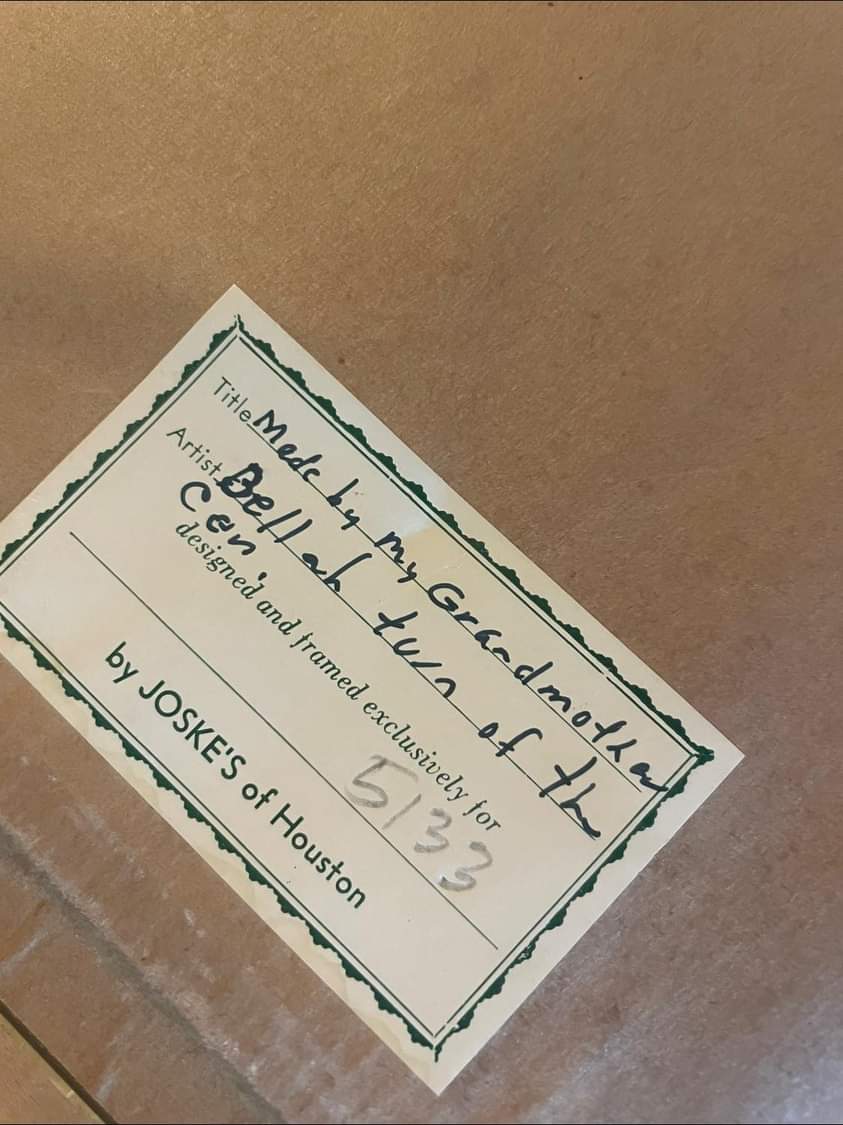 Title Made by my Grandmother
Artist Bellah turn of the
Cen.
designed and framed exclusively for
5133
by JOSKE'S of Houston